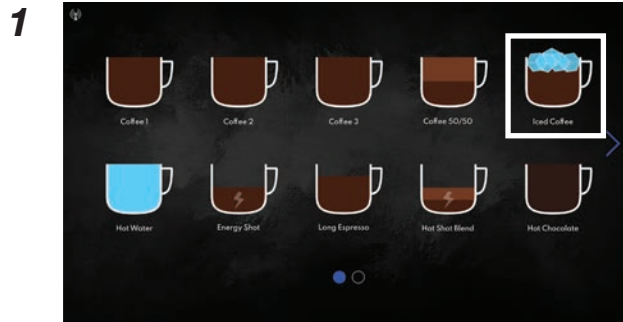 1
Coffee 1
Coffee 2
Coffee 3
Coffee 50/50
Iced Coffee
Hot Water
Energy Shot
Long Espresso
Hot Shot Blend
Hot Chocolate